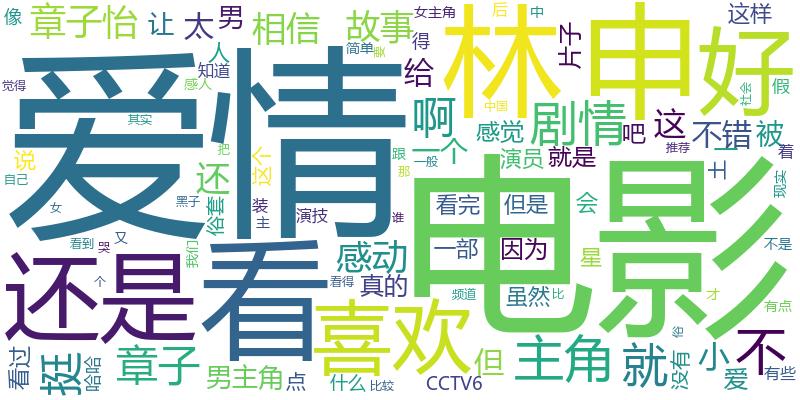 爱情
电影
还是
看
喜欢
林申
好
章子怡
让
太
男
相信
故事
女主角
后
中
这样
像
人
知道
感人
觉得
简单
得
给
片子
其实
说
自己
还
这个
啊
一个
感觉
剧情
吧
这
不错
被
假
社会
中国
推荐
着
现实
把
跟
一般
那
演员
就是
俗套
装
演技
主
谁
女
黑子
看到
又
哭
我们
个
感动
真的
看得
看完
但是
一部
因为
虽然
频道
比
会
星
不是
才
有点
不
看过
挺
哈哈
章子
男主角
点
什么
比较
CCTV6
但
主角
就
没有
小
爱
俗
有些